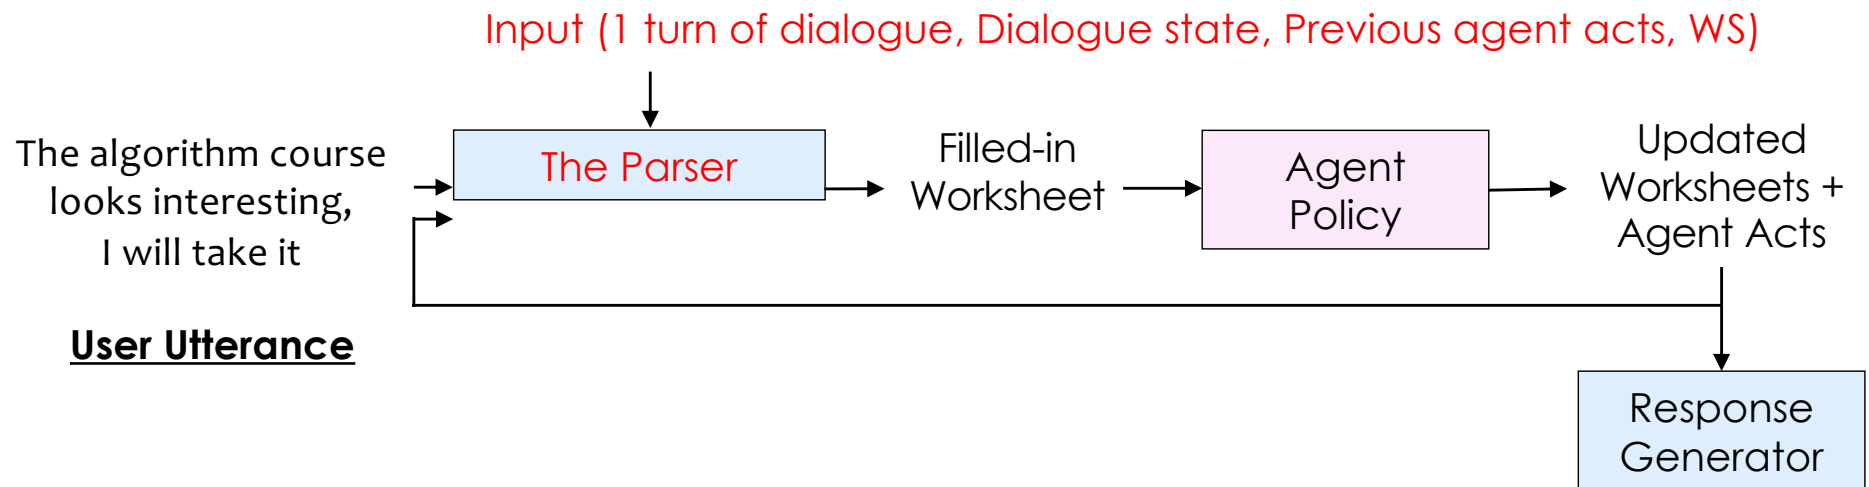 Input (1 turn of dialogue, Dialogue state, Previous agent acts, WS)
The algorithm course
looks interesting,
I will take it
User Utterance
The Parser
Filled-in
Worksheet
Agent
Policy
Updated
Worksheets +
Agent Acts
Response
Generator